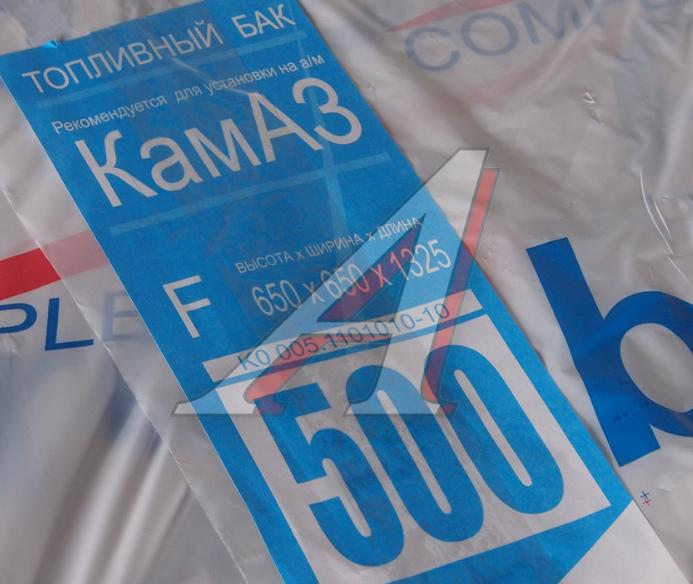 ТОПЛИВНЫЙ БАК
Рекомендуется для установки на а/м
КамАЗ
ВЫСОТА х ШИРИНА х ДЛИНА
F
650 х 650 х 1325
К0 005.1101010-10
500
COMPLE
PLE
b